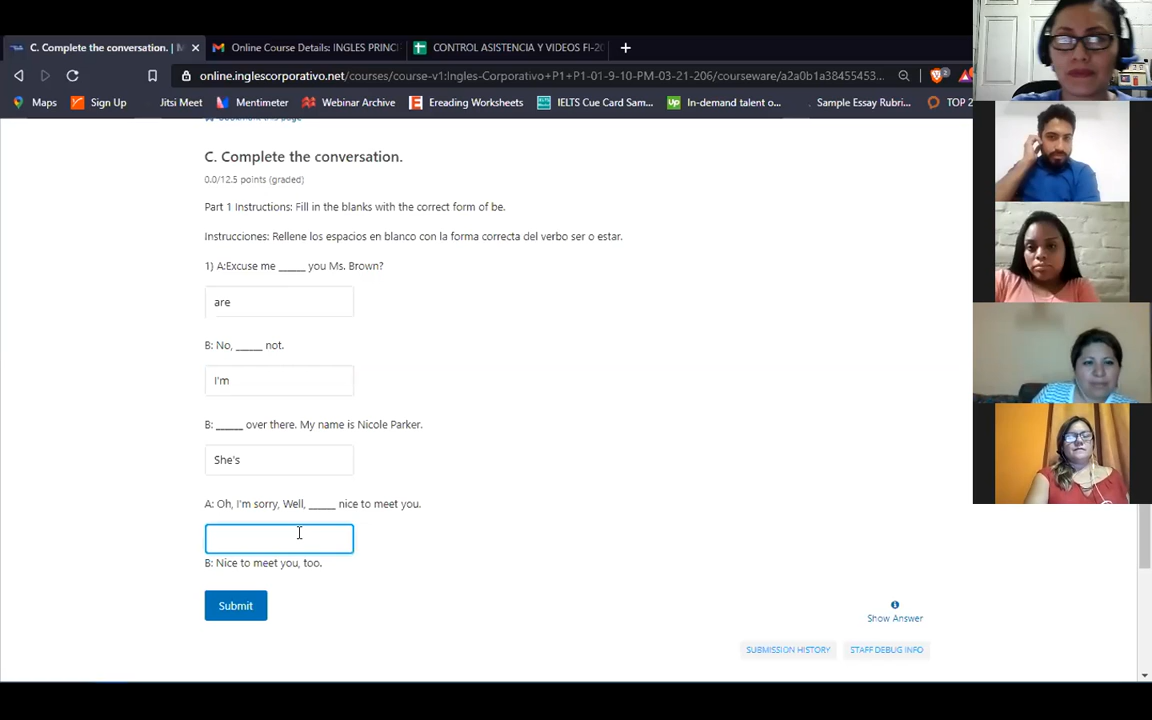 C. Complete the conversation. | M
Online Course Details: INGLES PRINCI
CONTROL ASISTENCIA Y VIDEOS FI-20
online.inglescorporativo.net/courses/course-v1:Ingles-Corporativo+P1+P1-01-9-10-PM-03-21-206/courseware/a2a0b1a38455453...
Maps
Sign Up
Jitsi Meet
Mentimeter
Webinar Archive
Ereading Worksheets
IELTS Cue Card Sam...
In-demand talent o...
Sample Essay Rubri...
TOP 2
C. Complete the conversation.
0.0/12.5 points (graded)
Part 1 Instructions: Fill in the blanks with the correct form of be.
Instrucciones: Rellene los espacios en blanco con la forma correcta del verbo ser o estar.
1) A:Excuse me ______ you Ms. Brown?
are
B: No, ______ not.
I'm
B: ______ over there. My name is Nicole Parker.
She's
A: Oh, I'm sorry, Well, ______ nice to meet you.
B: Nice to meet you, too.
Submit
Show Answer
SUBMISSION HISTORY
STAFF DEBUG INFO